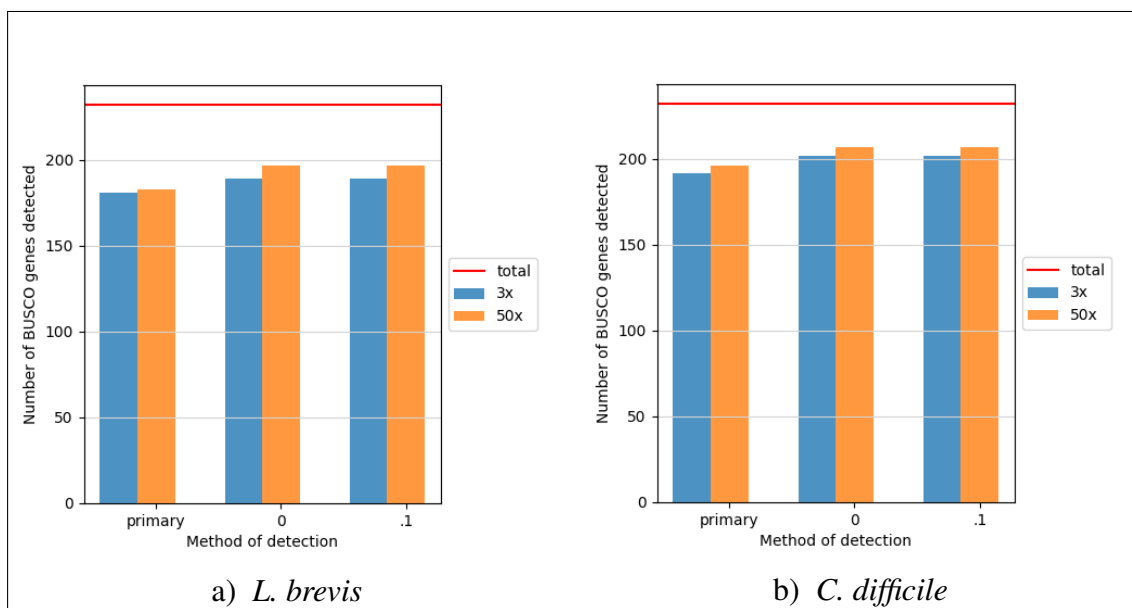 Number of BUSCO genes detected
200
150
100
50
0
primary 0 .1
Method of detection
total
3x
50x
a) L. brevis
Number of BUSCO genes detected
200
150
100
50
0
primary 0 .1
Method of detection
total
3x
50x
b) C. difficile